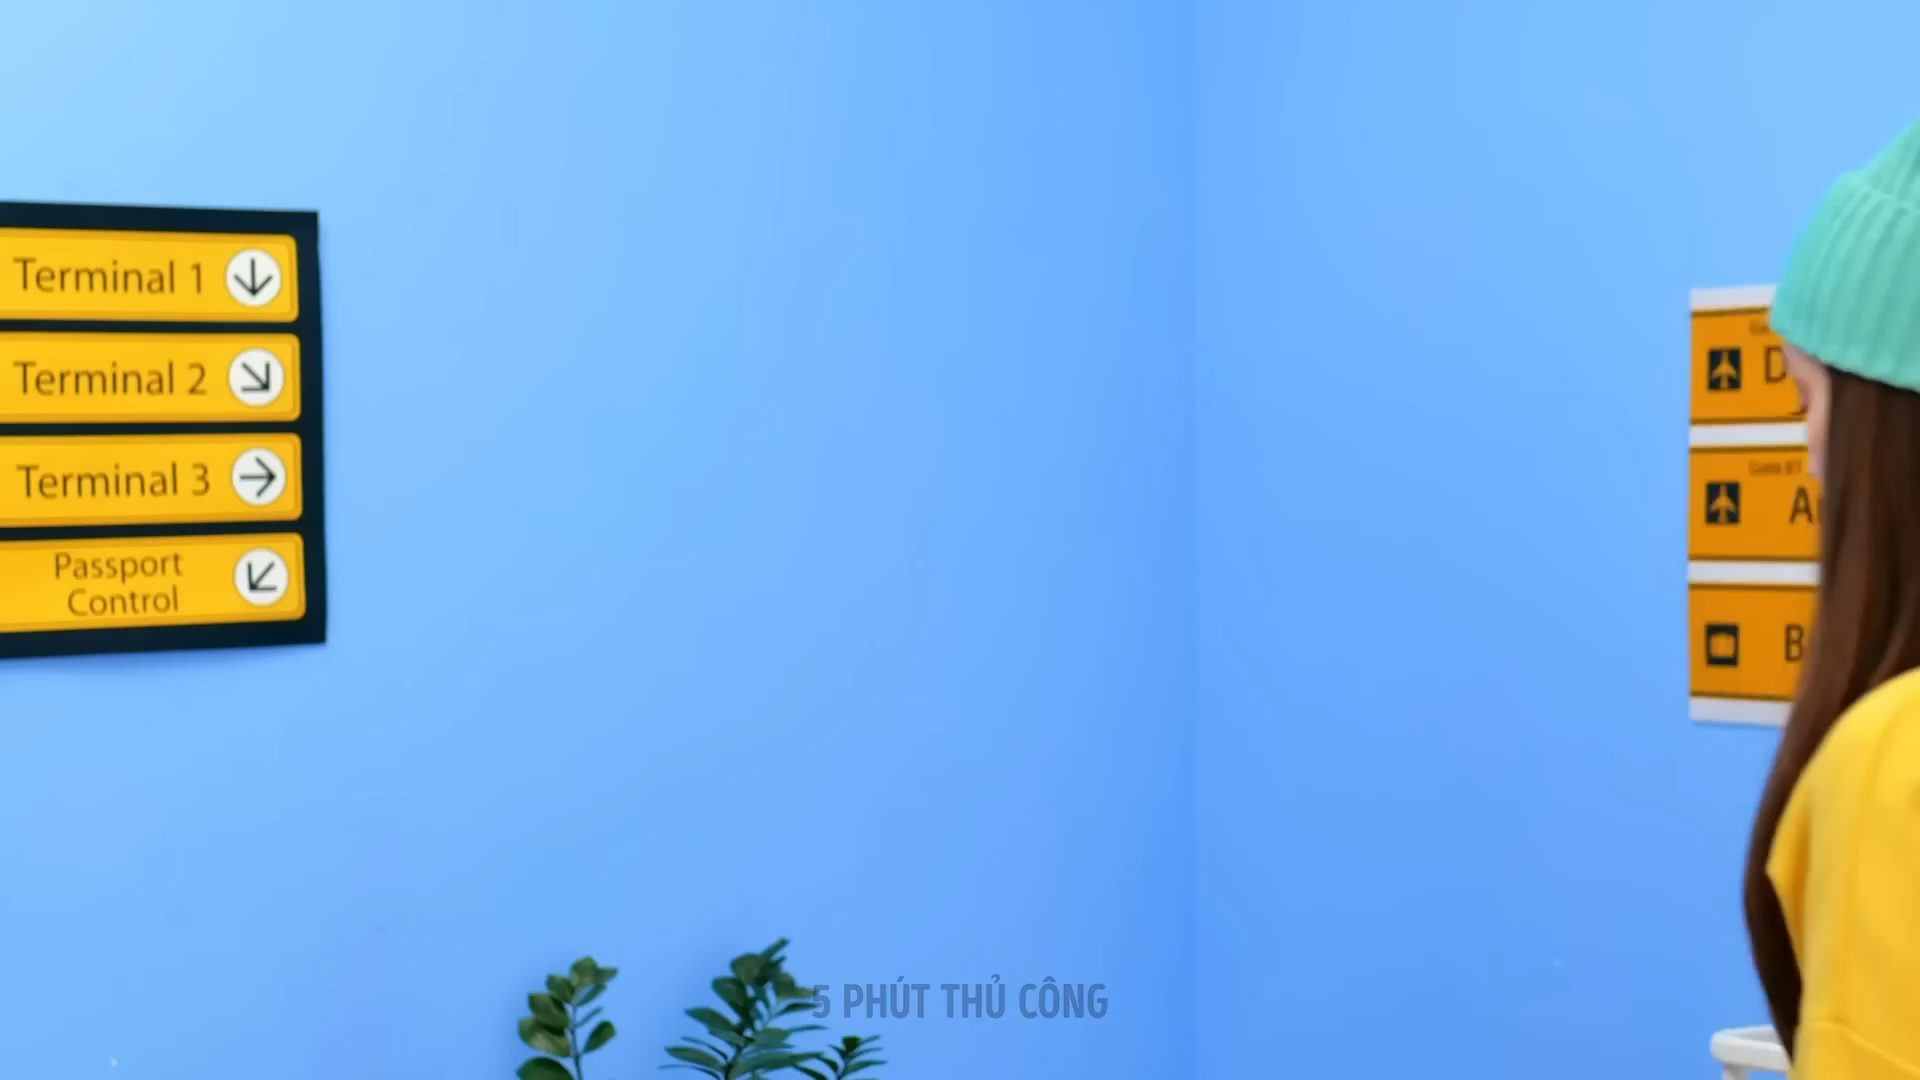 Terminal 1
Terminal 2
Terminal 3
Passport
Control
5 PHÚT THỦ CÔNG